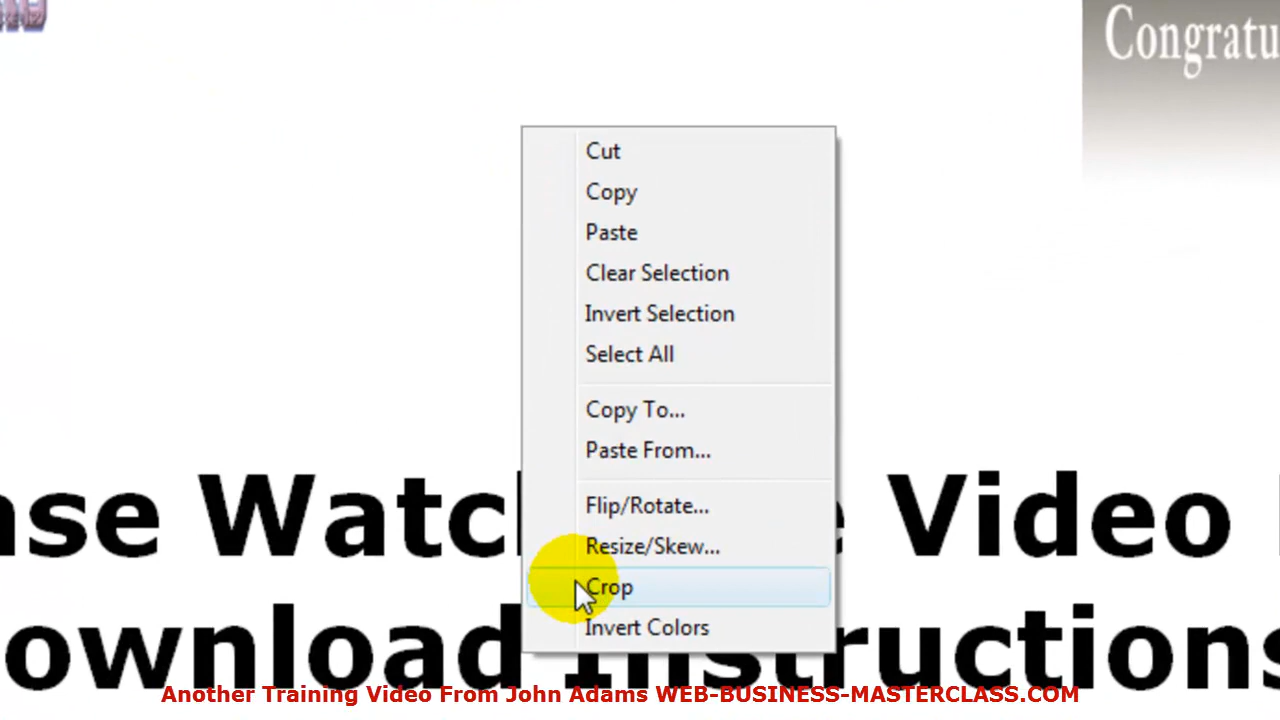 Congratu
Cut
Copy
Paste
Clear Selection
Invert Selection
Select All
Copy To...
Paste From...
Flip/Rotate...
Resize/Skew...
Crop
Invert Colors
ase Watc e Video
ownload Instructions
Another Training Video From John Adams WEB-BUSINESS-MASTERCLASS.COM